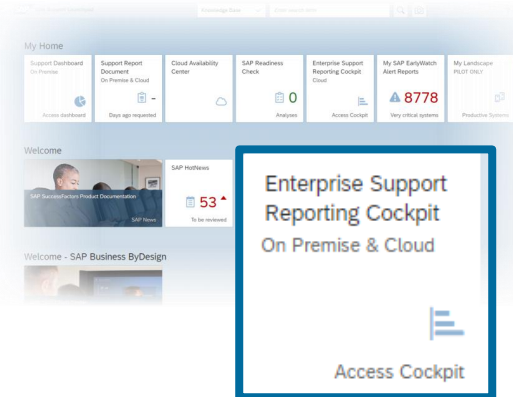 Knowledge Base
My Home
Support Dashboard
On Premise
Access dashboard
Support Report
Document
On Premise & Cloud
-
Days ago requested
Cloud Availability
Center
SAP Readiness
Check
0
Analyses
Enterprise Support
Reporting Cockpit
Cloud
Access Cockpit
My SAP EarlyWatch
Alert Reports
8778
Very critical systems
My Landscape
PILOT ONLY
Productive Systems
Welcome
SAP SuccessFactors Product Documentation
SAP News
SAP HotNews
53
To be reviewed
Welcome - SAP Business ByDesign
Enterprise Support
Reporting Cockpit
On Premise & Cloud
Access Cockpit